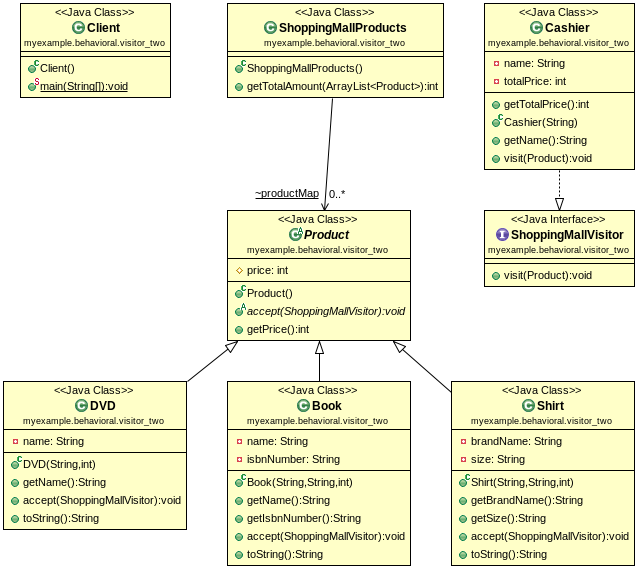 <<Java Class>>
Client
myexample.behavioral.visitor_two
Client()
main(String[]):void
<<Java Class>>
ShoppingMallProducts
myexample.behavioral.visitor_two
ShoppingMallProducts()
getTotalAmount(ArrayList<Product>):int
<<Java Class>>
Cashier
myexample.behavioral.visitor_two
name: String
totalPrice: int
getTotalPrice():int
Cashier(String)
getName():String
visit(Product):void
~productMap 0..*
<<Java Class>>
Product
myexample.behavioral.visitor_two
price: int
Product()
accept(ShoppingMallVisitor):void
getPrice():int
<<Java Interface>>
ShoppingMallVisitor
myexample.behavioral.visitor_two
visit(Product):void
<<Java Class>>
DVD
myexample.behavioral.visitor_two
name: String
DVD(String,int)
getName():String
accept(ShoppingMallVisitor):void
toString():String
<<Java Class>>
Book
myexample.behavioral.visitor_two
name: String
isbnNumber: String
Book(String,String,int)
getName():String
getIsbnNumber():String
accept(ShoppingMallVisitor):void
toString():String
<<Java Class>>
Shirt
myexample.behavioral.visitor_two
brandName: String
size: String
Shirt(String,String,int)
getBrandName():String
getSize():String
accept(ShoppingMallVisitor):void
toString():String